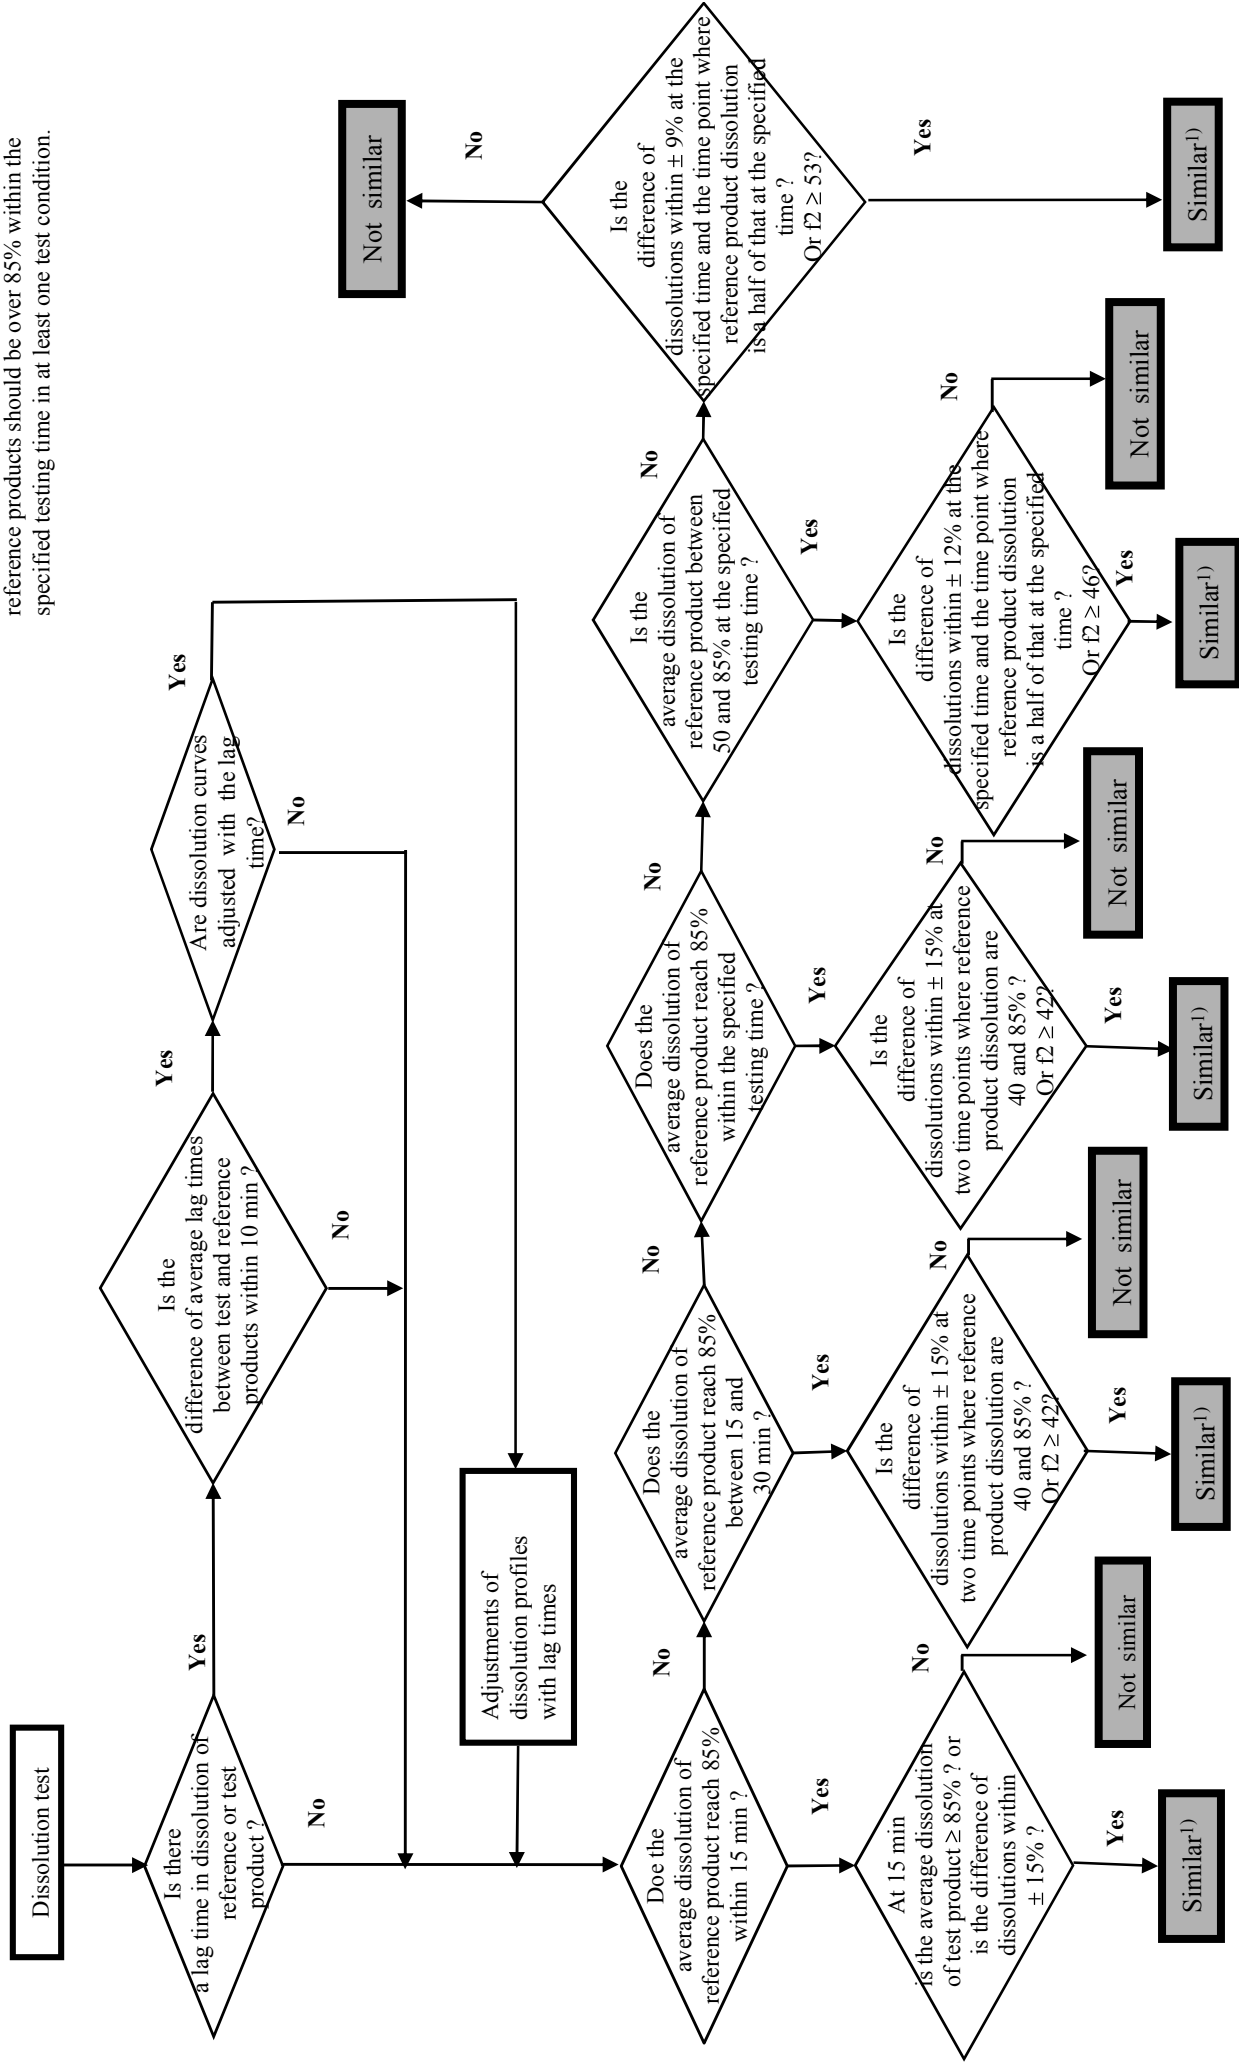 reference products should be over 85% within the
specified testing time in at least one test condition.
Dissolution test
Is there
a lag time in dissolution of
reference or test
product ?
Yes
No
Is the
difference of average lag times
between test and reference
products within 10 min ?
Yes
No
Are dissolution curves
adjusted with the lag
time?
Yes
No
Adjustments of
dissolution profiles
with lag times
Doe the
average dissolution of
reference product reach 85%
within 15 min ?
No
Yes
Does the
average dissolution of
reference product reach 85%
between 15 and
30 min ?
No
Yes
Does the
average dissolution of
reference product reach 85%
within the specified
testing time ?
No
Yes
Is the
average dissolution of
reference product between
50 and 85% at the specified
testing time ?
No
Yes
Is the
difference of
dissolutions within ± 9% at the
specified time and the time point where
reference product dissolution
is a half of that at the specified
time ?
Or f2 ≥ 53?
No
Not similar
Yes
Similar1)
At 15 min
is the average dissolution
of test product ≥ 85% ? or
is the difference of
dissolutions within
± 15% ?
No
Not similar
Yes
Similar1)
Is the
difference of
dissolutions within ± 15% at
two time points where reference
product dissolution are
40 and 85% ?
Or f2 ≥ 42?
No
Not similar
Yes
Similar1)
Is the
difference of
dissolutions within ± 15% at
two time points where reference
product dissolution are
40 and 85% ?
Or f2 ≥ 42?
No
Not similar
Yes
Similar1)
Is the
difference of
dissolutions within ± 12% at the
specified time and the time point where
reference product dissolution
is a half of that at the specified
time ?
Or f2 ≥ 46?
No
Not similar
Yes
Similar1)